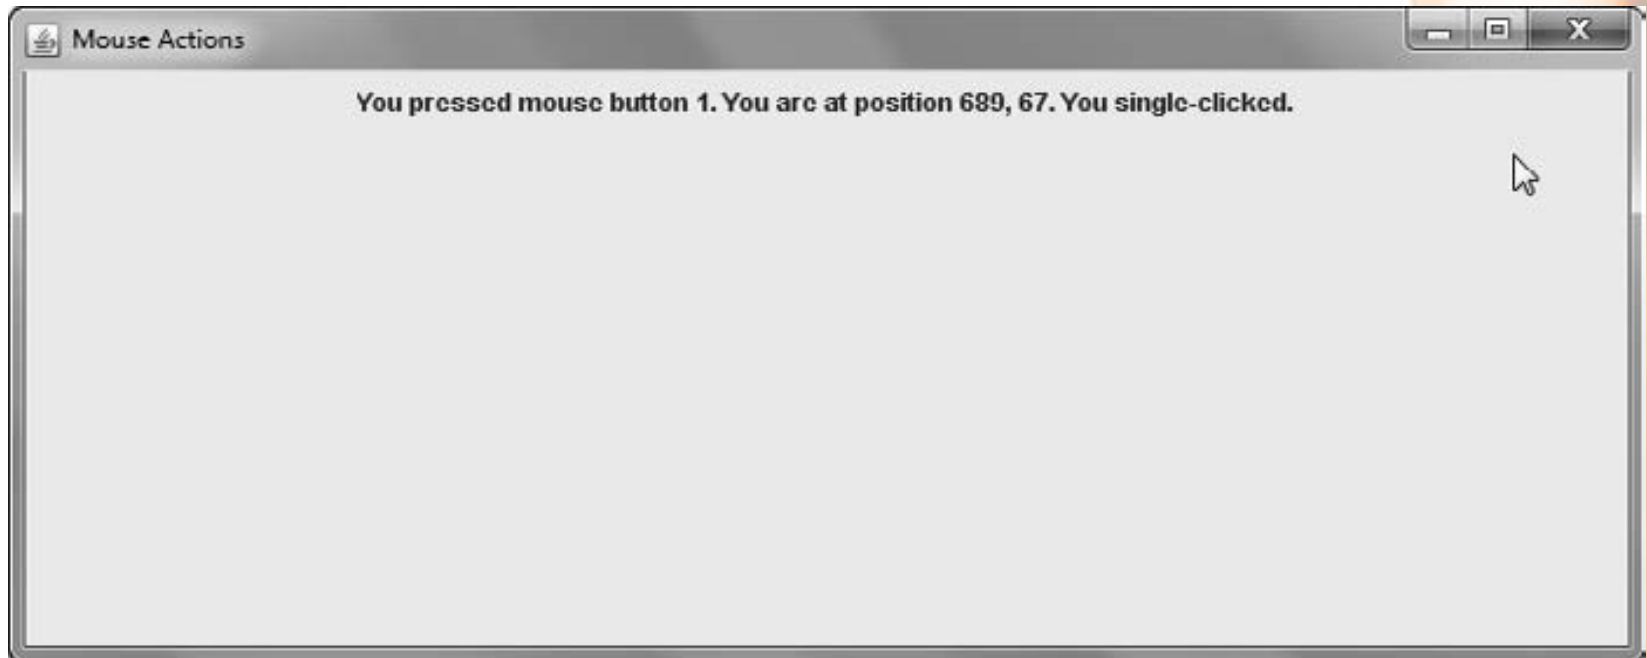 Mouse Actions
You pressed mouse button 1. You are at position 689, 67. You single-clicked.